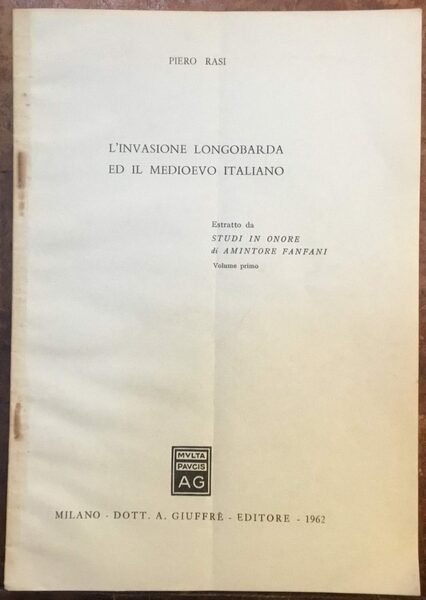 PIERO RASI
L'INVASIONE LONGOBARDA
ED IL MEDIOEVO ITALIANO
Estratto da
STUDI IN ONORE
di AMINTORE FANFANI
Volume primo
MVLTA
PAVCIS
AG
MILANO - DOTT. A. GIUFFRÈ - EDITORE - 1962